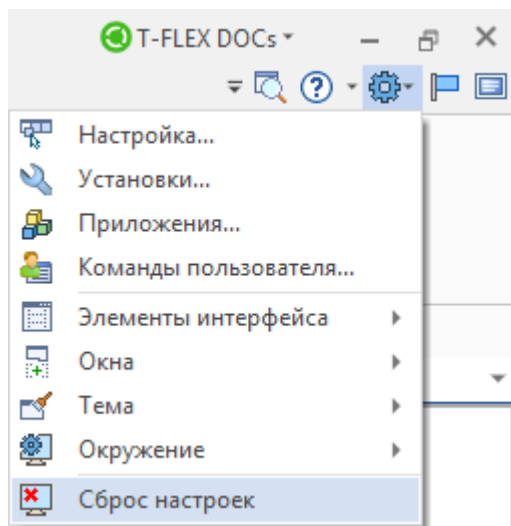 T-FLEX DOCs
Настройка...
Установки...
Приложения...
Команды пользователя...
Элементы интерфейса
Окна
Тема
Окружение
Сброс настроек